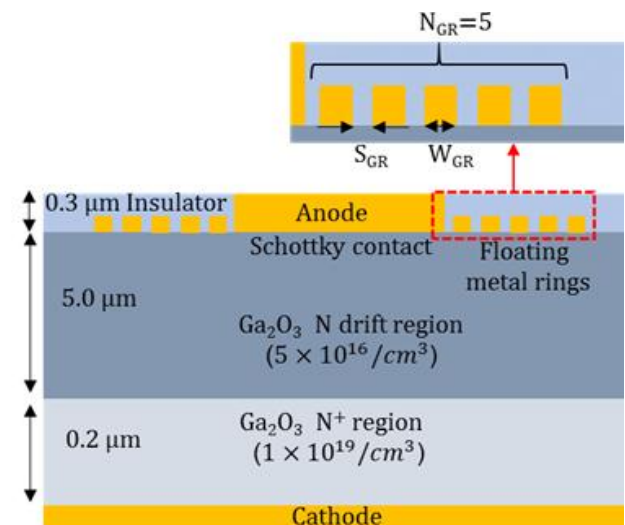 N_GR=5
S_GR W_GR
0.3 μm Insulator
Anode
Schottky contact
Floating
metal rings
5.0 μm
Ga₂O₃ N drift region
(5 × 10¹⁶/cm³)
0.2 μm
Ga₂O₃ N⁺ region
(1 × 10¹⁹/cm³)
Cathode